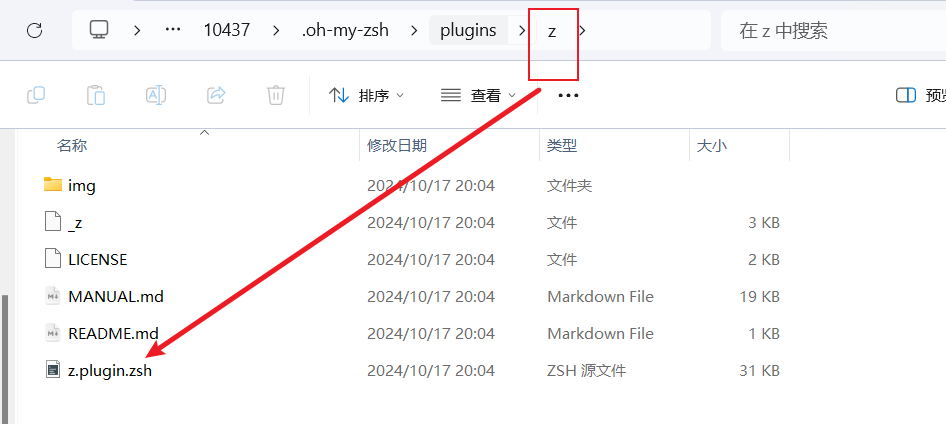 10437 .oh-my-zsh plugins z 在 z 中搜索
排序 查看 预览
名称 修改日期 类型 大小
img 2024/10/17 20:04 文件夹
_z 2024/10/17 20:04 文件 3 KB
LICENSE 2024/10/17 20:04 文件 2 KB
MANUAL.md 2024/10/17 20:04 Markdown File 19 KB
README.md 2024/10/17 20:04 Markdown File 1 KB
z.plugin.zsh 2024/10/17 20:04 ZSH 源文件 31 KB